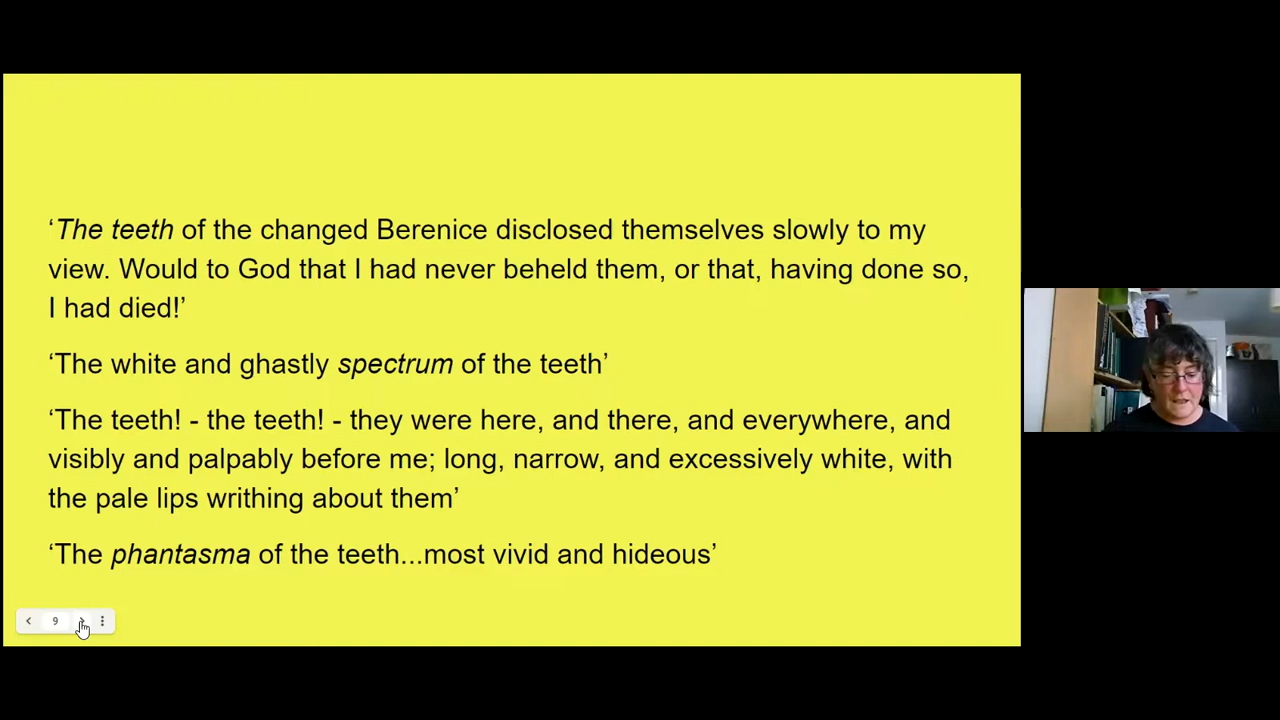 ‘The teeth of the changed Berenice disclosed themselves slowly to my
view. Would to God that I had never beheld them, or that, having done so,
I had died!’
‘The white and ghastly spectrum of the teeth’
‘The teeth! - the teeth! - they were here, and there, and everywhere, and
visibly and palpably before me; long, narrow, and excessively white, with
the pale lips writhing about them’
‘The phantasma of the teeth...most vivid and hideous’
9